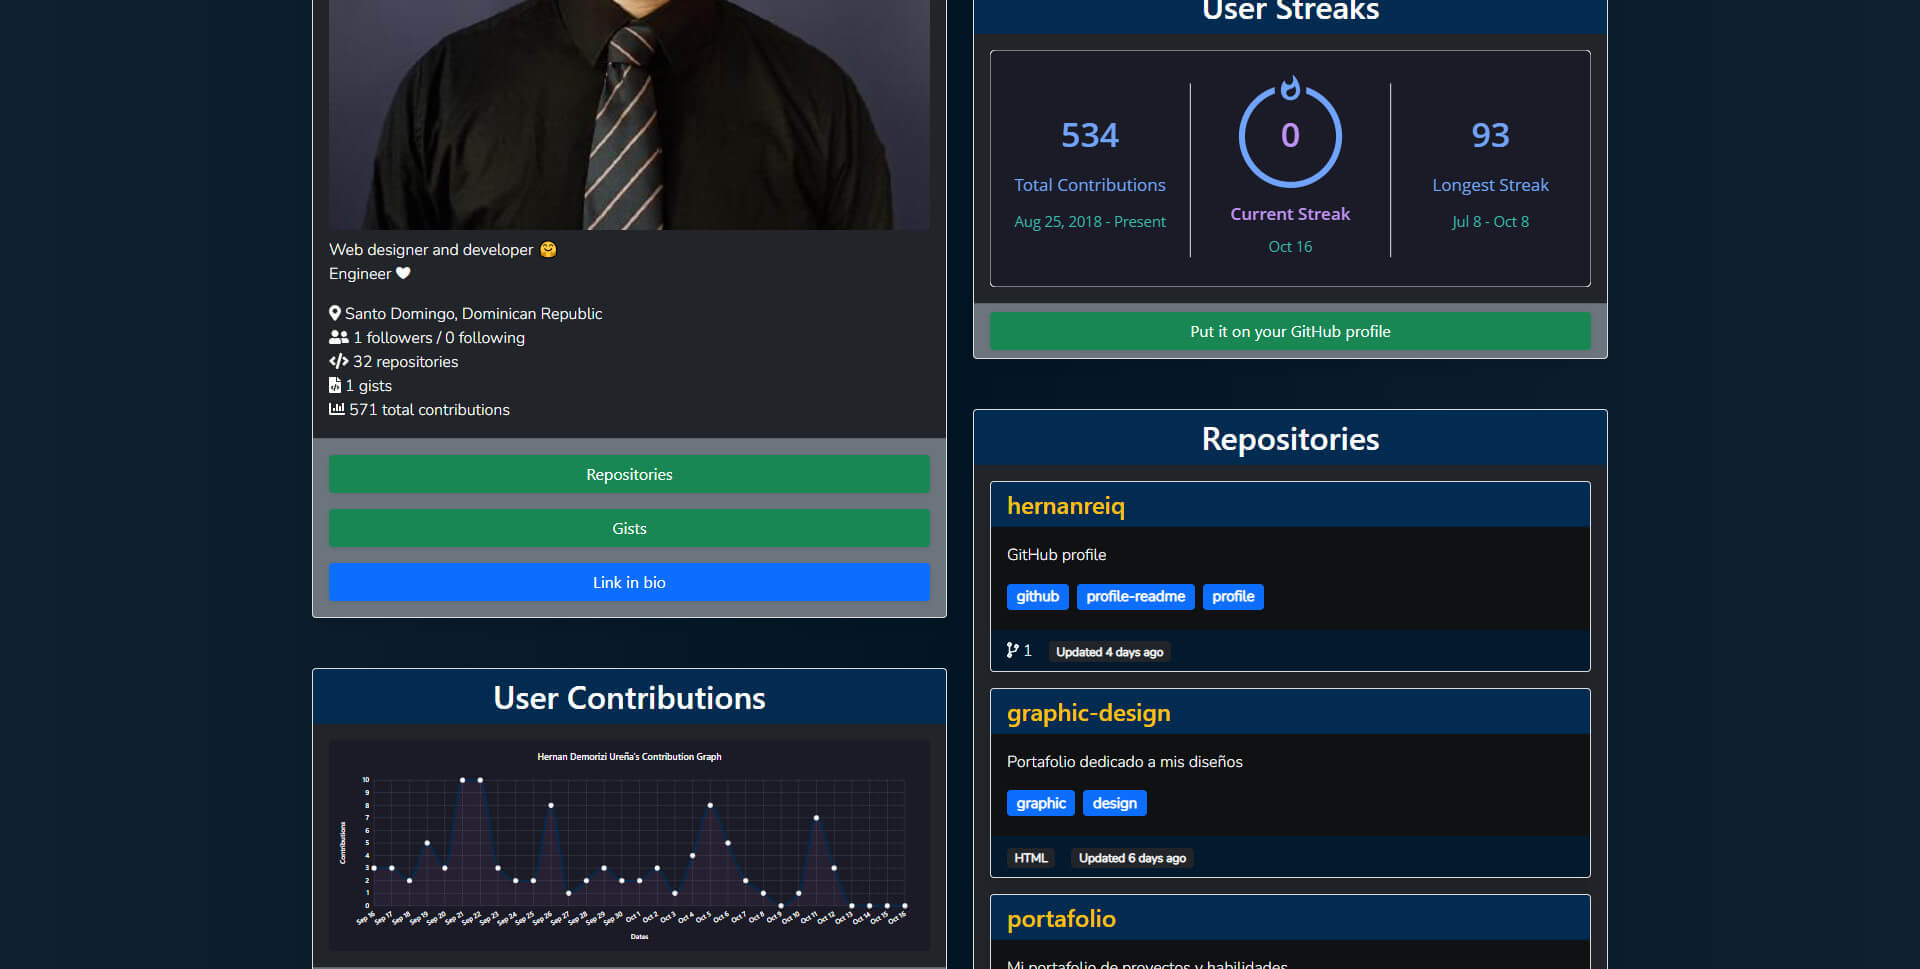 Web designer and developer 🤗
Engineer 🤍
Santo Domingo, Dominican Republic
1 followers / 0 following
32 repositories
1 gists
571 total contributions
Repositories
Gists
Link in bio
User Contributions
Hernan Demorizi Ureña's Contribution Graph
Contributions
10
9
8
7
6
5
4
3
2
1
0
Sep 16 Sep 17 Sep 18 Sep 19 Sep 20 Sep 21 Sep 22 Sep 23 Sep 24 Sep 25 Sep 26 Sep 27 Sep 28 Sep 29 Sep 30 Oct 1 Oct 2 Oct 3 Oct 4 Oct 5 Oct 6 Oct 7 Oct 8 Oct 9 Oct 10 Oct 11 Oct 12 Oct 13 Oct 14 Oct 15 Oct 16
Dates
User Streaks
534
Total Contributions
Aug 25, 2018 - Present
0
Current Streak
Oct 16
93
Longest Streak
Jul 8 - Oct 8
Put it on your GitHub profile
Repositories
hernanreiq
GitHub profile
github profile-readme profile
1 Updated 4 days ago
graphic-design
Portafolio dedicado a mis diseños
graphic design
HTML Updated 6 days ago
portafolio
Mi portafolio de proyectos y habilidades